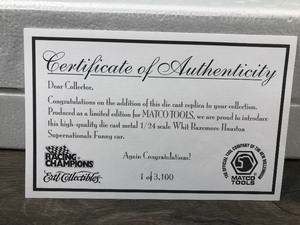 Certificate of Authenticity
Dear Collector,
Congratulations on the addition of this die cast replica to your collection.
Produced as a limited edition for MATCO TOOLS, we are proud to introduce
this high quality die cast metal 1/24 scale Whit Bazemore Houston
Supernationals Funny car.
Again Congratulations!
RACING
CHAMPIONS
Ertl Collectibles
1 of 3,100
MATCO
TOOLS